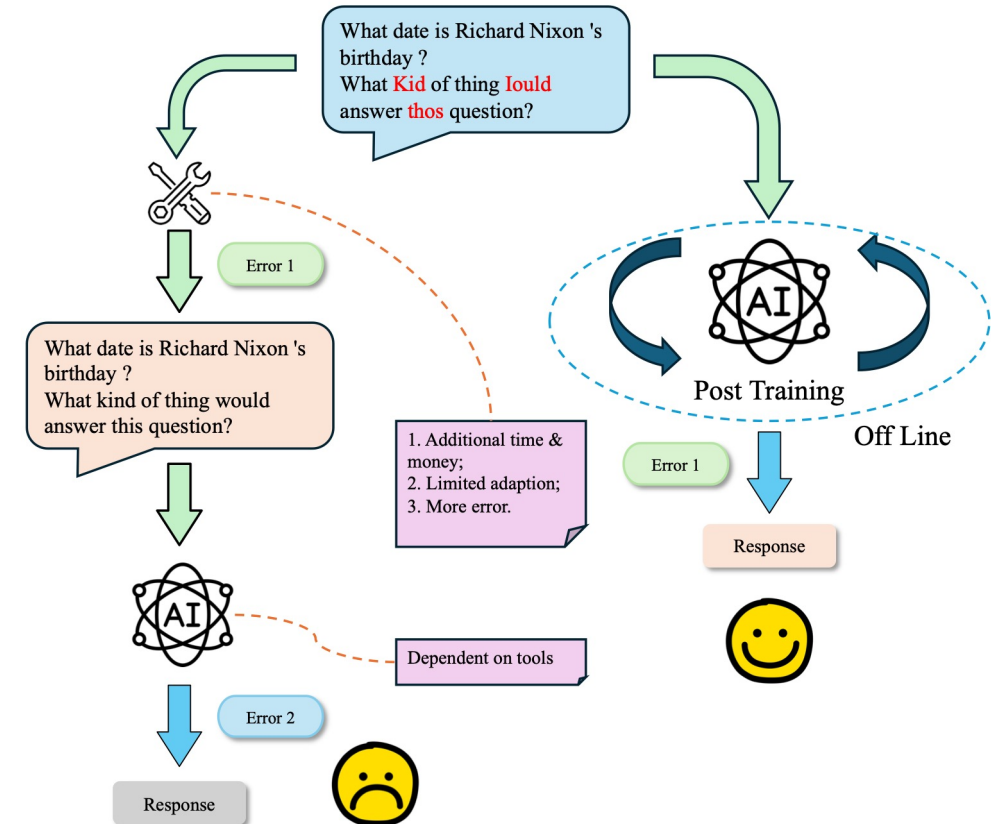 What date is Richard Nixon 's
birthday ?
What Kid of thing Iould
answer thos question?
Error 1
What date is Richard Nixon 's
birthday ?
What kind of thing would
answer this question?
AI
Post Training
Off Line
1. Additional time &
money;
2. Limited adaption;
3. More error.
Error 1
Response
AI
Dependent on tools
Error 2
Response